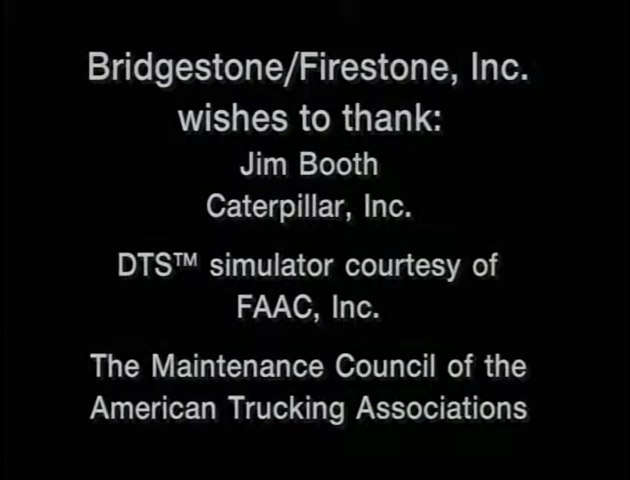 Bridgestone/Firestone, Inc.
wishes to thank:
Jim Booth
Caterpillar, Inc.
DTS™ simulator courtesy of
FAAC, Inc.
The Maintenance Council of the
American Trucking Associations